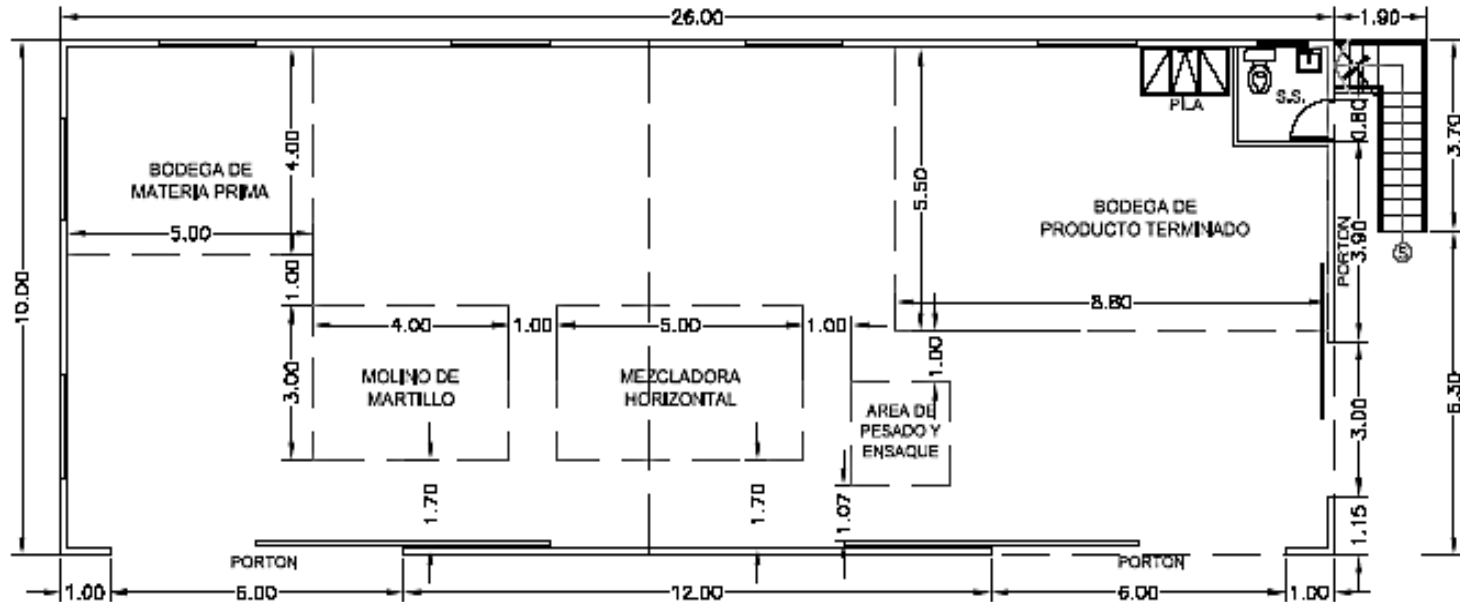 26.00
1.90
10.00
4.00
BODEGA DE
MATERIA PRIMA
5.00
1.00
PILA
S.S.
0.80
3.70
5.50
BODEGA DE
PRODUCTO TERMINADO
PORTON
3.90
5
8.80
4.00
1.00
5.00
1.00
3.00
MOLINO DE
MARTILLO
MEZCLADORA
HORIZONTAL
1.00
AREA DE
PESADO Y
ENSAQUE
3.00
6.30
1.70
1.70
1.07
1.15
PORTON
PORTON
1.00
6.00
12.00
6.00
1.00